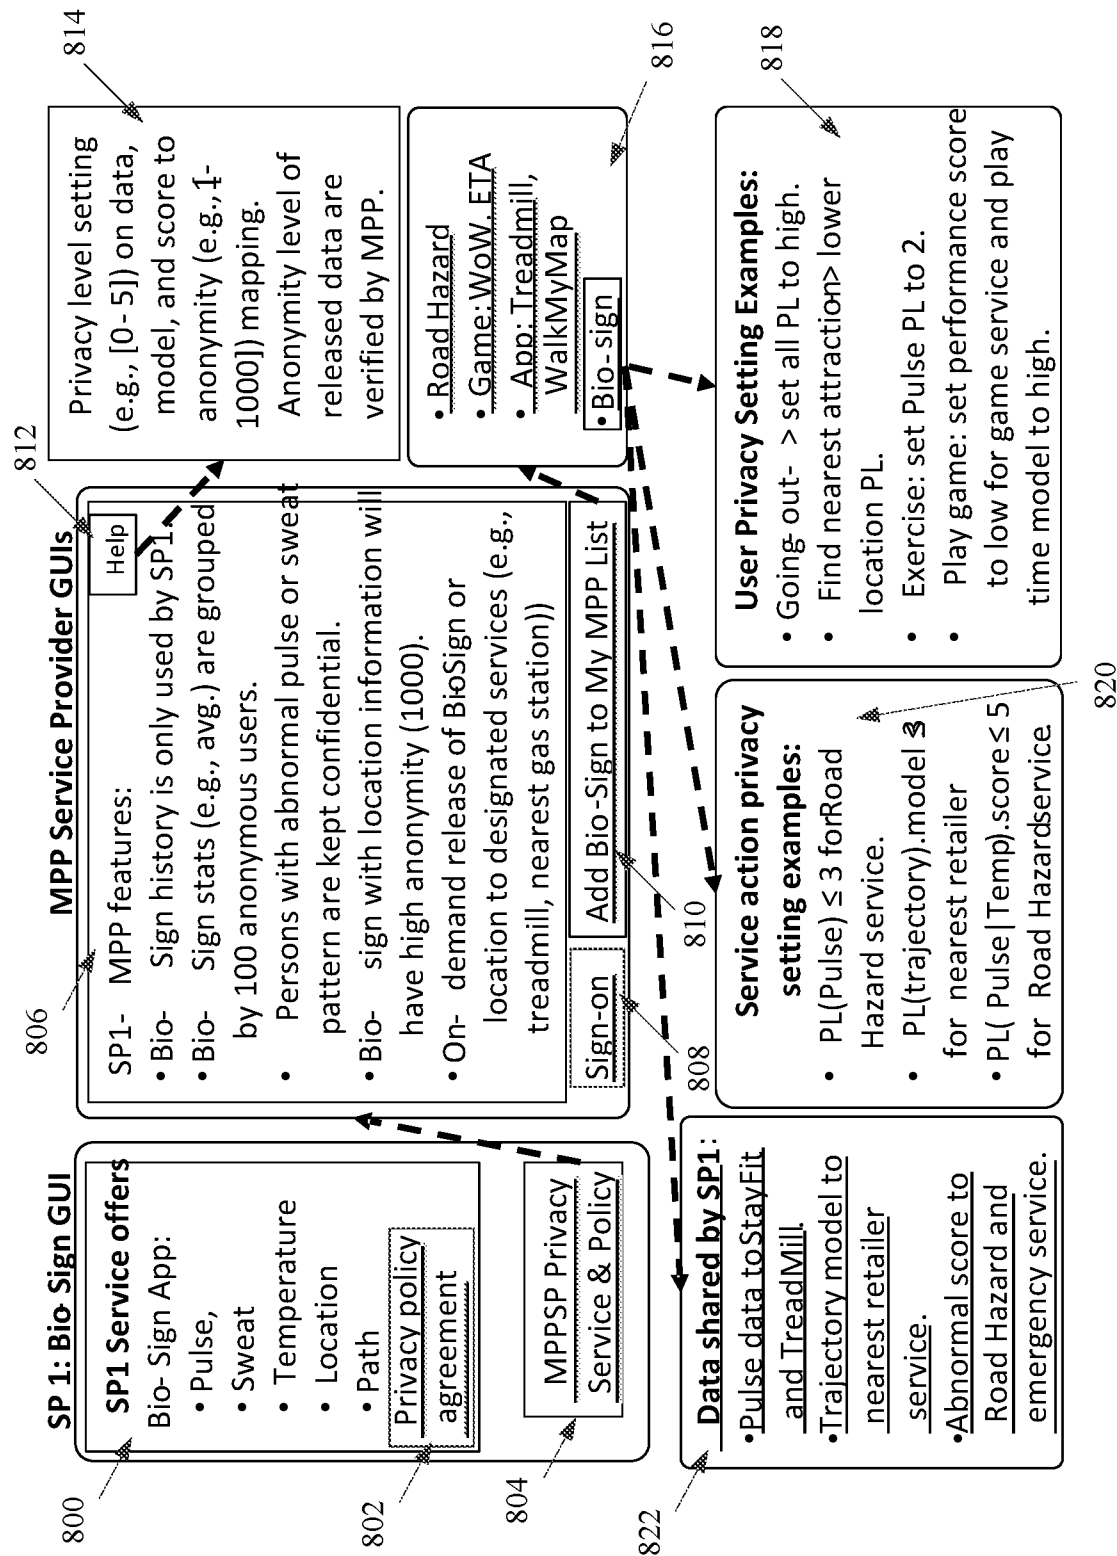 SP 1: Bio-Sign GUI
800
SP1 Service offers
Bio- Sign App:
• Pulse,
• Sweat
• Temperature
• Location
• Path
Privacy policy
agreement
802
MPPSP Privacy
Service & Policy
804
MPP Service Provider GUIs
806
Help
812
SP1- MPP features:
• Bio- Sign history is only used by SP1.
• Bio- Sign stats (e.g., avg.) are grouped
by 100 anonymous users.
• Persons with abnormal pulse or sweat
pattern are kept confidential.
• Bio- sign with location information will
have high anonymity (1000).
• On- demand release of BioSign or
location to designated services (e.g.,
treadmill, nearest gas station))
Sign-on
808
Add Bio-Sign to My MPP List
810
814
Privacy level setting
(e.g., [0- 5]) on data,
model, and score to
anonymity (e.g., 1-
1000]) mapping.
Anonymity level of
released data are
verified by MPP.
• Road Hazard
• Game: WoW. ETA
• App: Treadmill,
WalkMyMap
• Bio- sign
816
822
Data shared by SP1:
• Pulse data toStayFit
and TreadMill.
• Trajectory model to
nearest retailer
service.
• Abnormal score to
Road Hazard and
emergency service.
Service action privacy
setting examples:
• PL(Pulse) ≤ 3 forRoad
Hazard service.
• PL(trajectory).model ≤
for nearest retailer
• PL( Pulse|Temp).score ≤ 5
for Road Hazardservice
820
User Privacy Setting Examples:
• Going- out- > set all PL to high.
• Find nearest attraction-> lower
location PL.
• Exercise: set Pulse PL to 2.
• Play game: set performance score
to low for game service and play
time model to high.
818